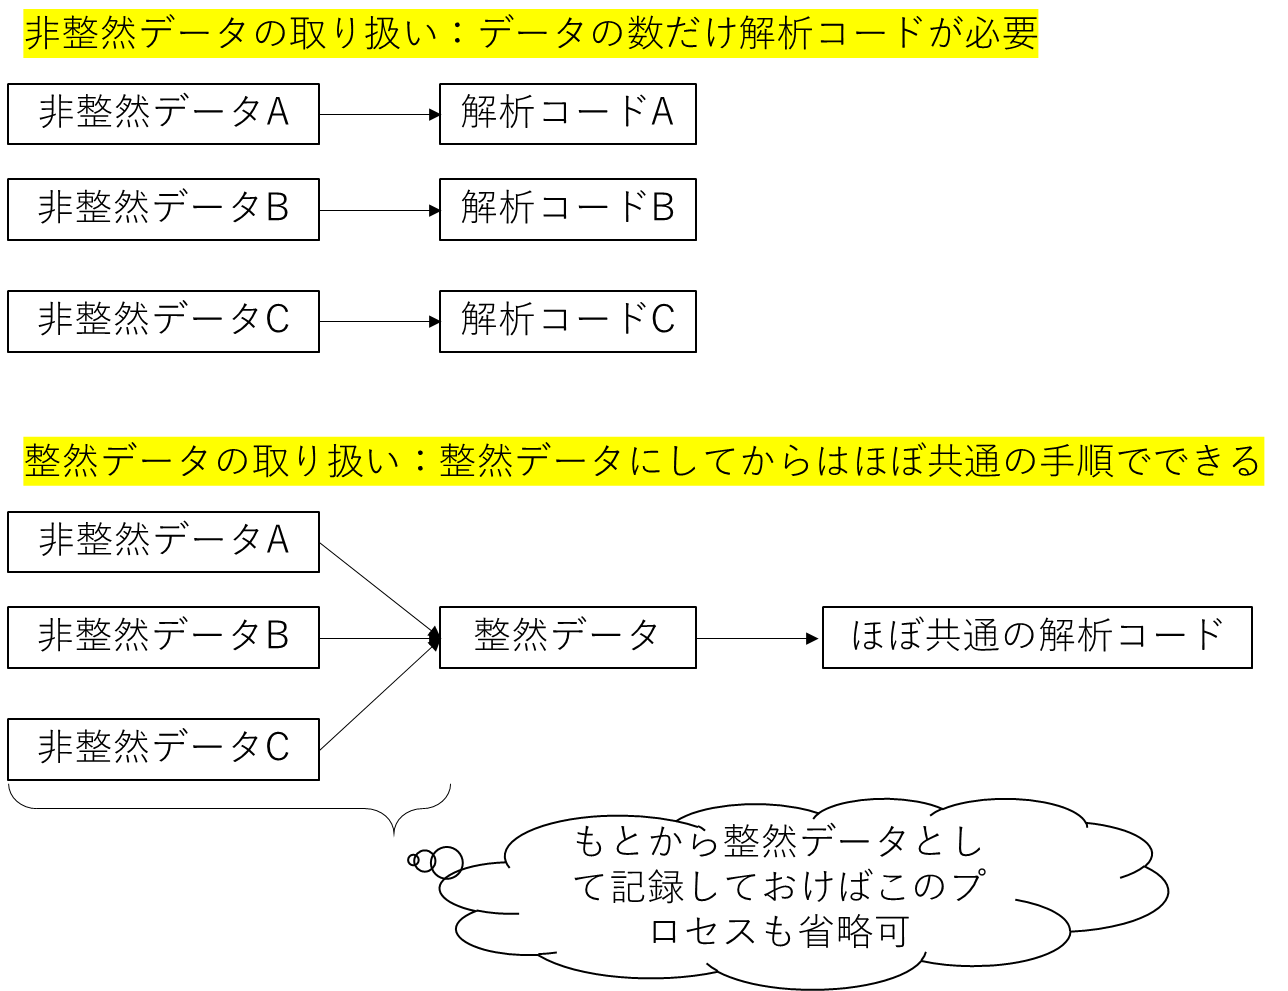 非整然データの取り扱い：データの数だけ解析コードが必要
非整然データA
解析コードA
非整然データB
解析コードB
非整然データC
解析コードC
整然データの取り扱い：整然データにしてからはほぼ共通の手順でできる
非整然データA
非整然データB
整然データ
ほぼ共通の解析コード
非整然データC
もとから整然データとし
て記録しておけばこのプ
ロセスも省略可